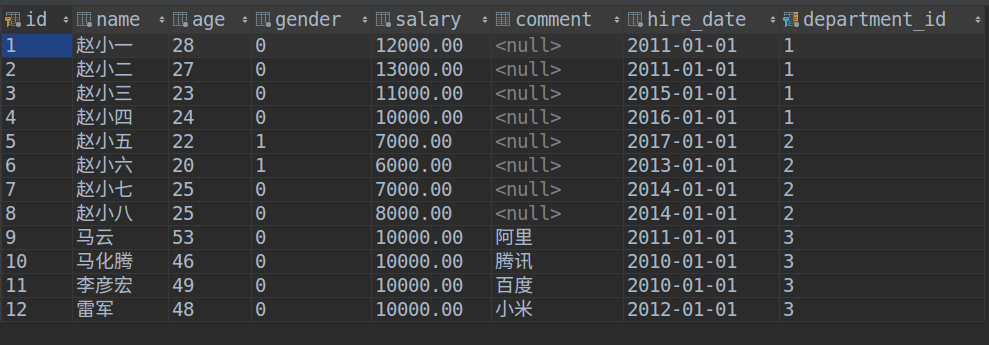 id name age gender salary comment hire_date department_id
1 赵小一 28 0 12000.00 <null> 2011-01-01 1
2 赵小二 27 0 13000.00 <null> 2011-01-01 1
3 赵小三 23 0 11000.00 <null> 2015-01-01 1
4 赵小四 24 0 10000.00 <null> 2016-01-01 1
5 赵小五 22 1 7000.00 <null> 2017-01-01 2
6 赵小六 20 1 6000.00 <null> 2013-01-01 2
7 赵小七 25 0 7000.00 <null> 2014-01-01 2
8 赵小八 25 0 8000.00 <null> 2014-01-01 2
9 马云 53 0 10000.00 阿里 2011-01-01 3
10 马化腾 46 0 10000.00 腾讯 2010-01-01 3
11 李彦宏 49 0 10000.00 百度 2010-01-01 3
12 雷军 48 0 10000.00 小米 2012-01-01 3